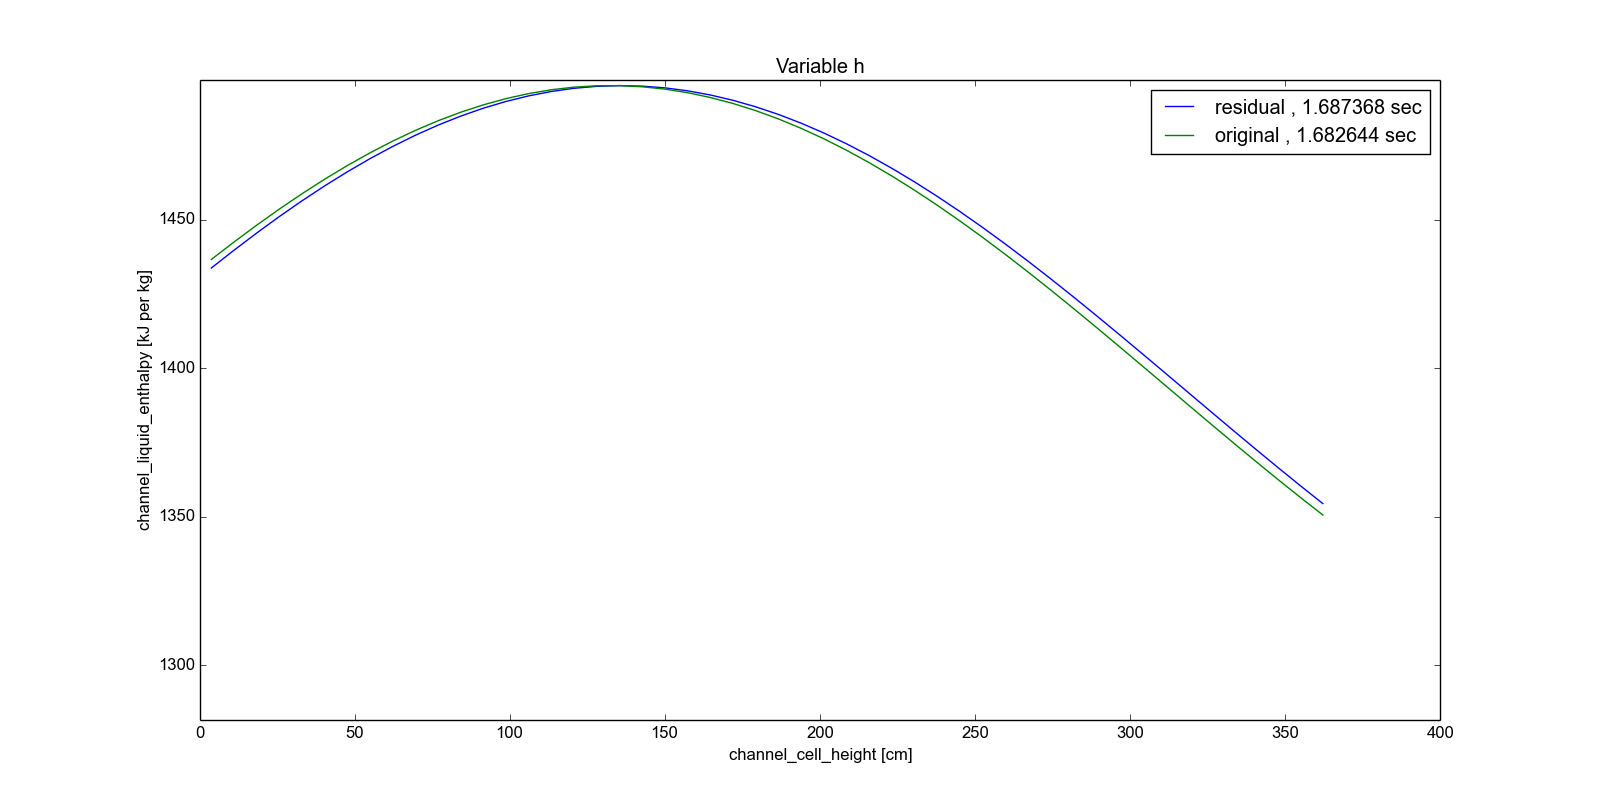 Variable h
residual , 1.687368 sec
original , 1.682644 sec
channel_liquid_enthalpy [kJ per kg]
1450
1400
1350
1300
0 50 100 150 200 250 300 350 400
channel_cell_height [cm]